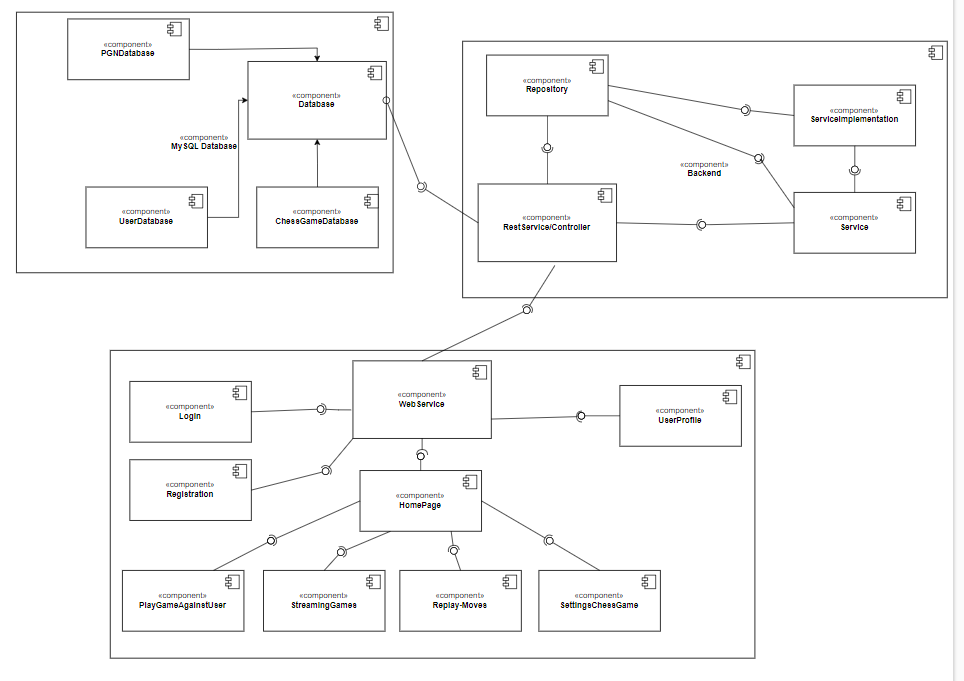 «component»
PGNDatabase
«component»
Database
«component»
MySQL Database
«component»
UserDatabase
«component»
ChessGameDatabase
«component»
Repository
«component»
ServiceImplementation
«component»
Backend
«component»
RestService/Controller
«component»
Service
«component»
WebService
«component»
Login
«component»
UserProfile
«component»
Registration
«component»
HomePage
«component»
PlayGameAgainstUser
«component»
StreamingGames
«component»
Replay-Moves
«component»
SettingsChessGame